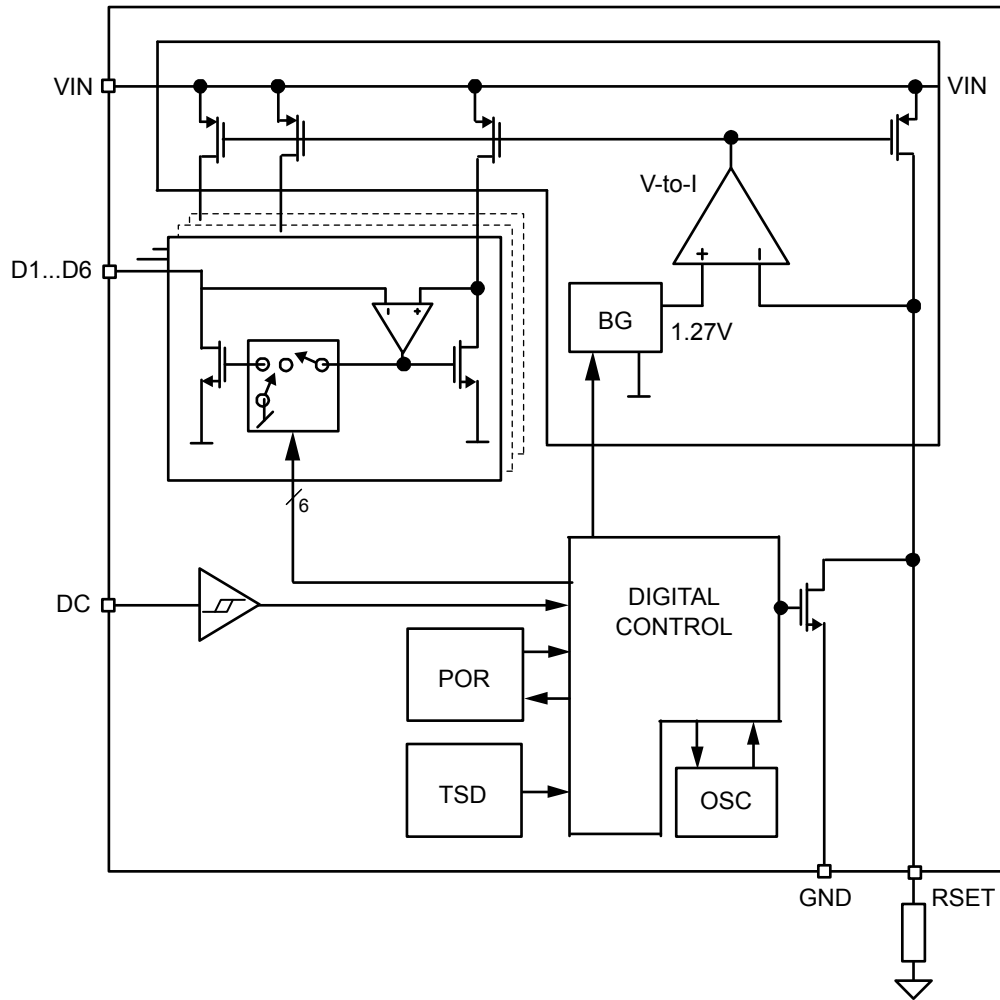 VIN
VIN
V-to-I
+
–
D1...D6
–
+
BG
1.27V
6
DC
DIGITAL
CONTROL
POR
TSD
OSC
GND
RSET